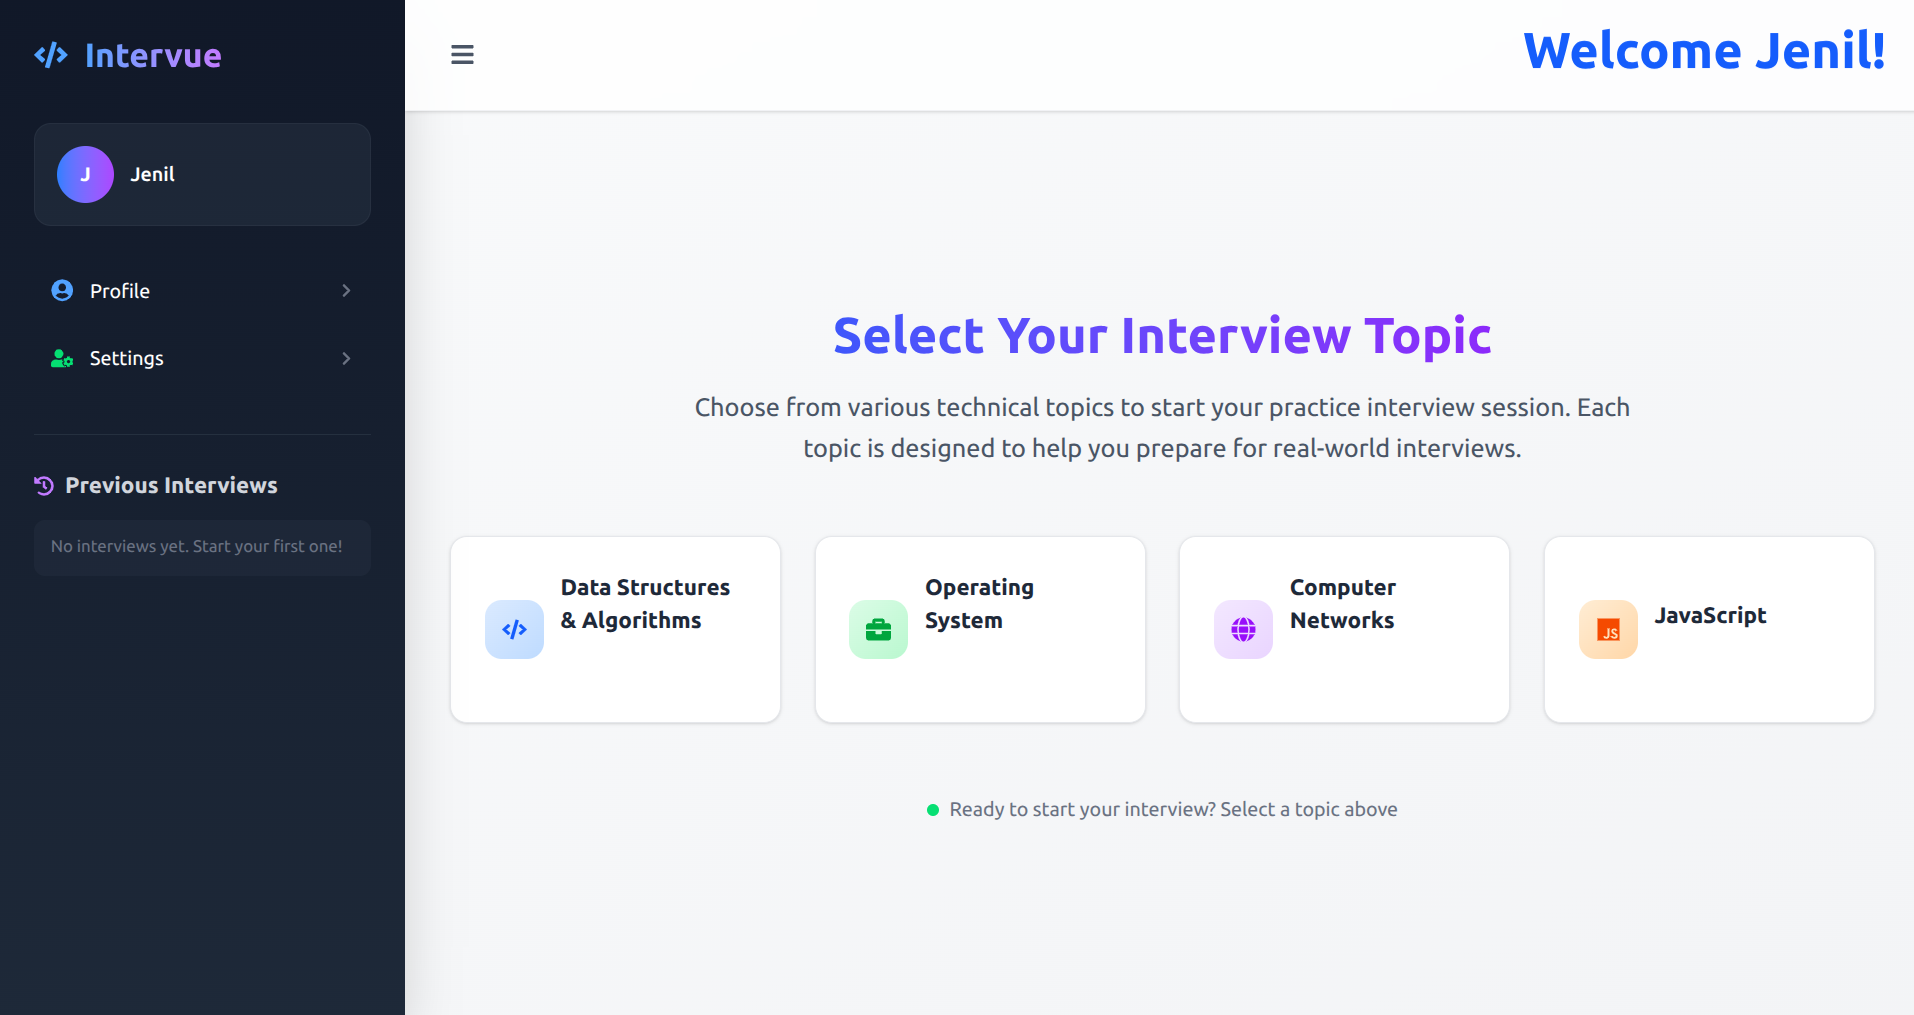 Intervue
J
Jenil
Profile
Settings
Previous Interviews
No interviews yet. Start your first one!
Welcome Jenil!
Select Your Interview Topic
Choose from various technical topics to start your practice interview session. Each
topic is designed to help you prepare for real-world interviews.
Data Structures
& Algorithms
Operating
System
Computer
Networks
JS
JavaScript
Ready to start your interview? Select a topic above